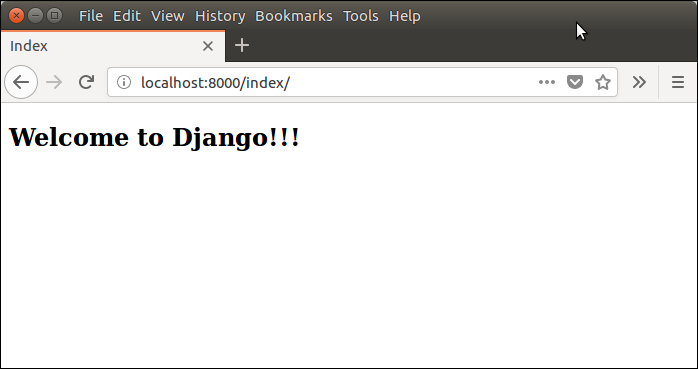 File Edit View History Bookmarks Tools Help
Index
localhost:8000/index/
Welcome to Django!!!